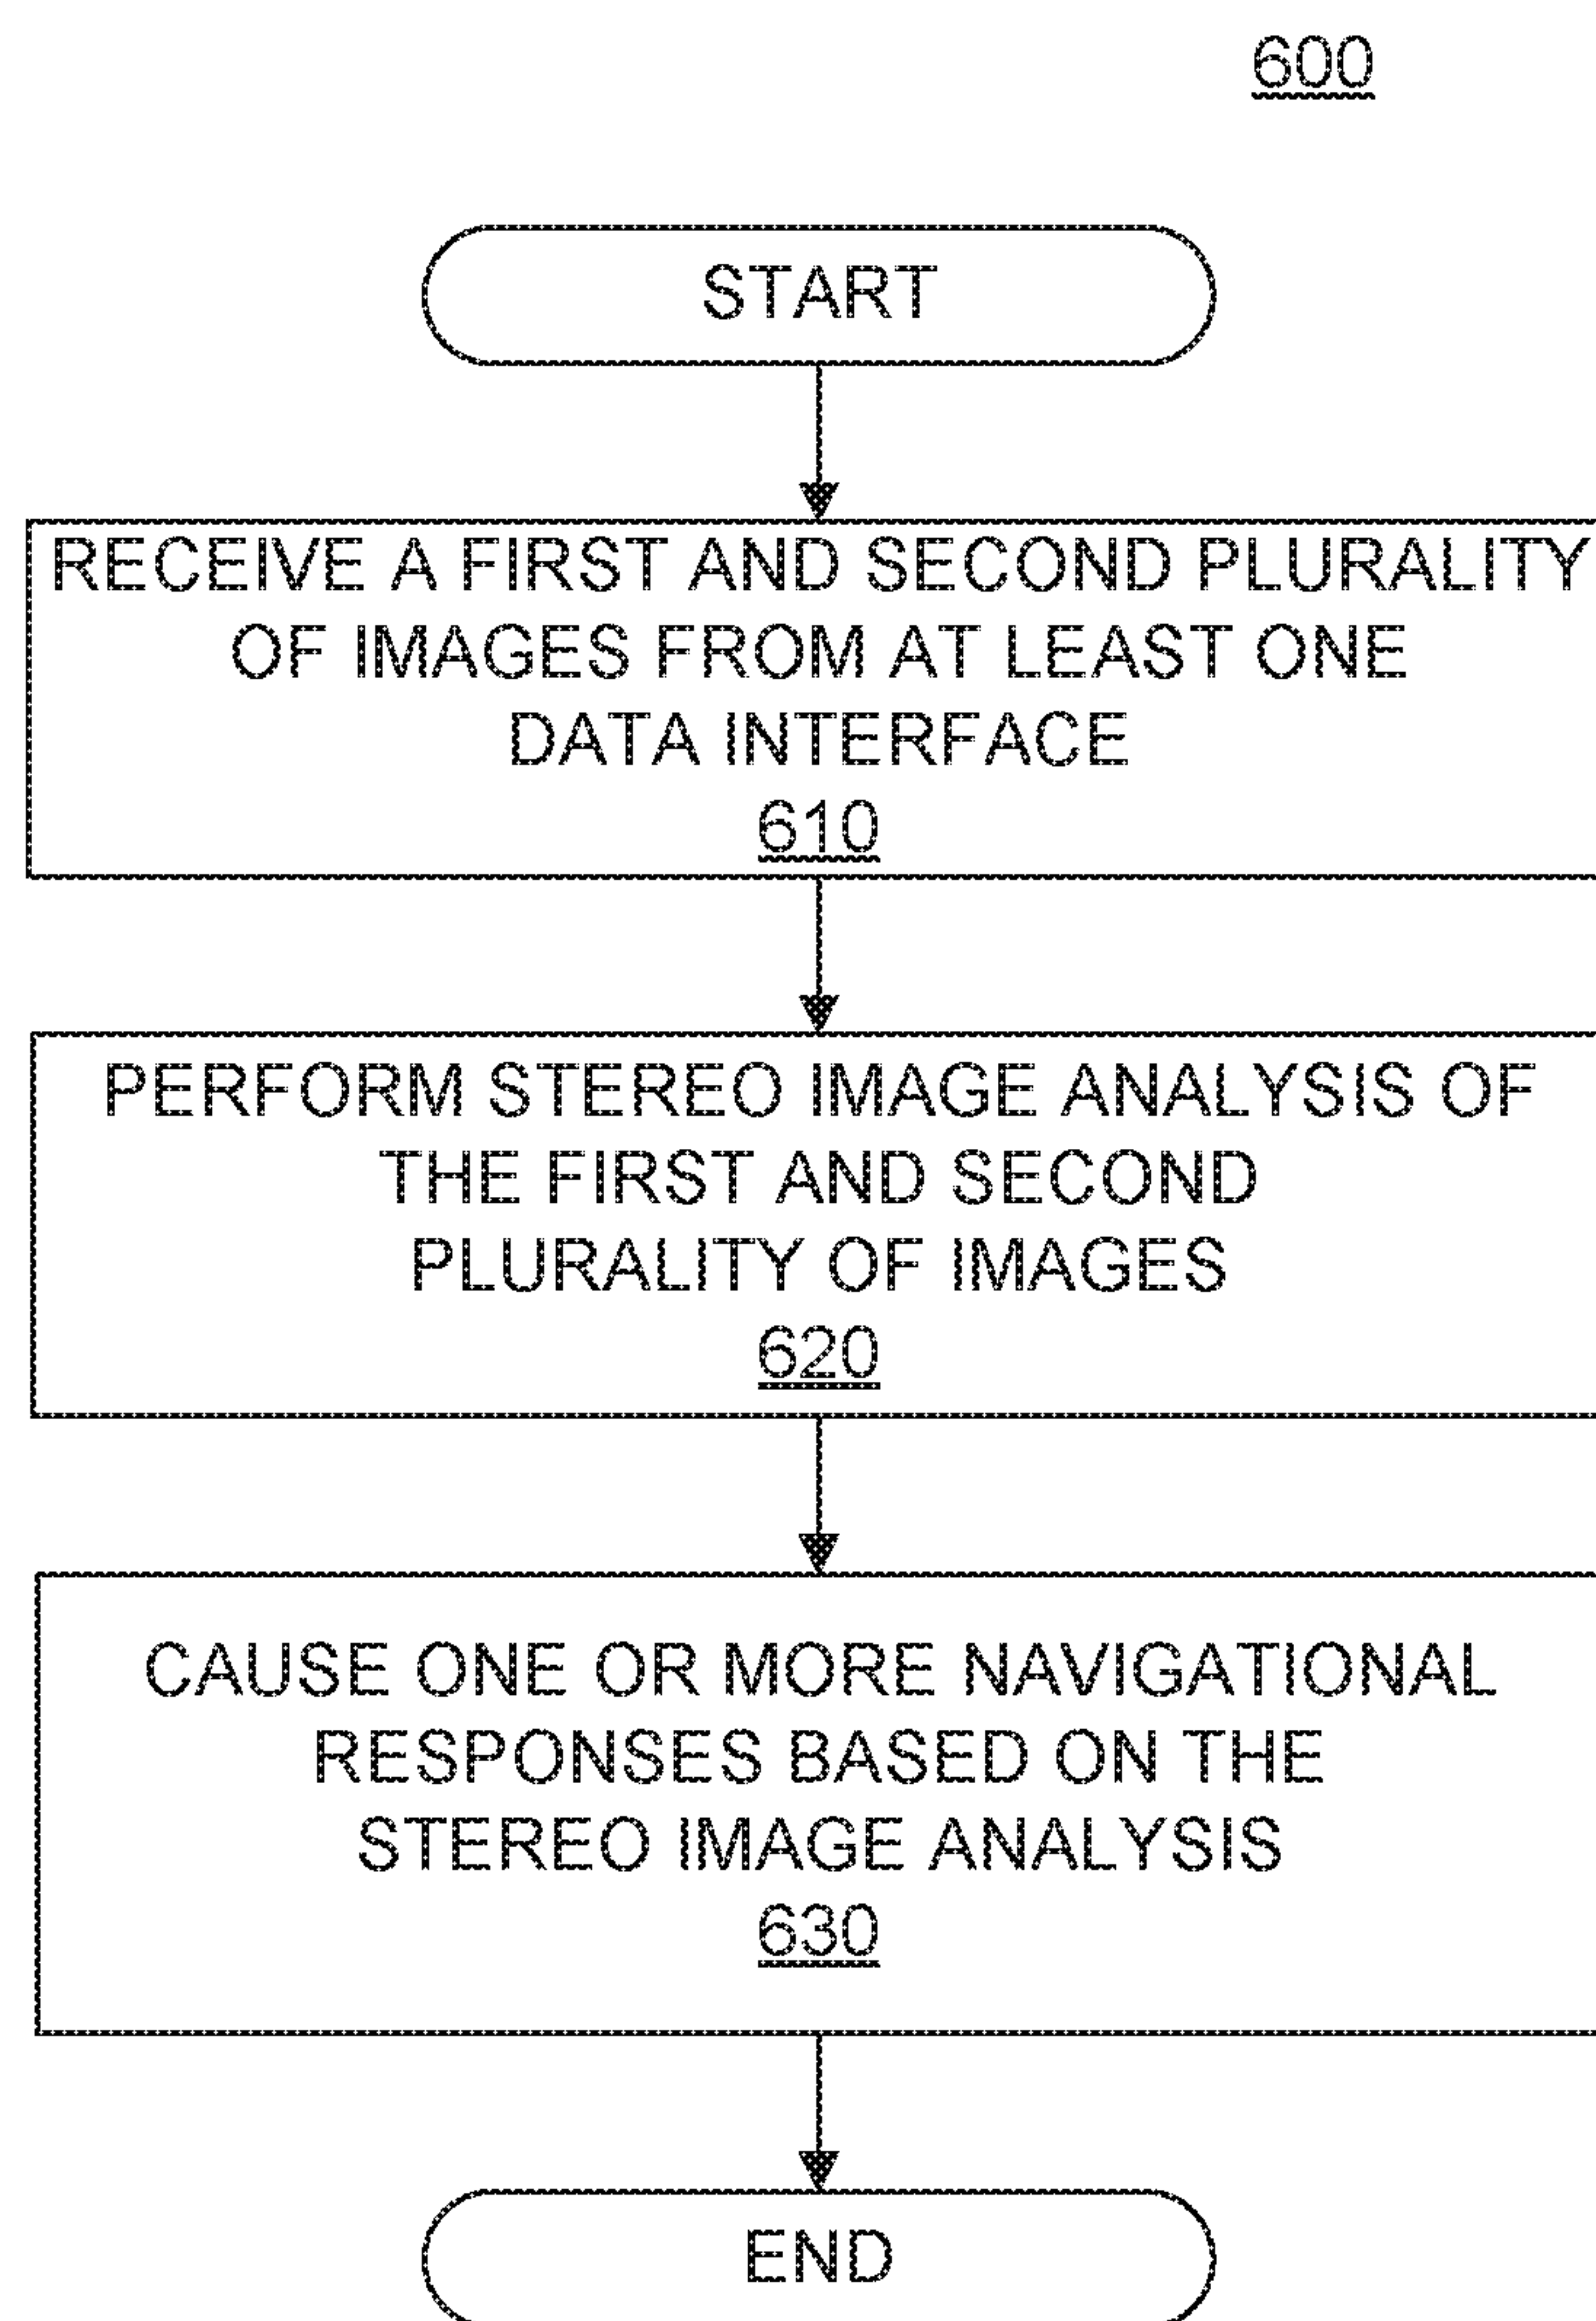 600
START
RECEIVE A FIRST AND SECOND PLURALITY
OF IMAGES FROM AT LEAST ONE
DATA INTERFACE
610
PERFORM STEREO IMAGE ANALYSIS OF
THE FIRST AND SECOND
PLURALITY OF IMAGES
620
CAUSE ONE OR MORE NAVIGATIONAL
RESPONSES BASED ON THE
STEREO IMAGE ANALYSIS
630
END